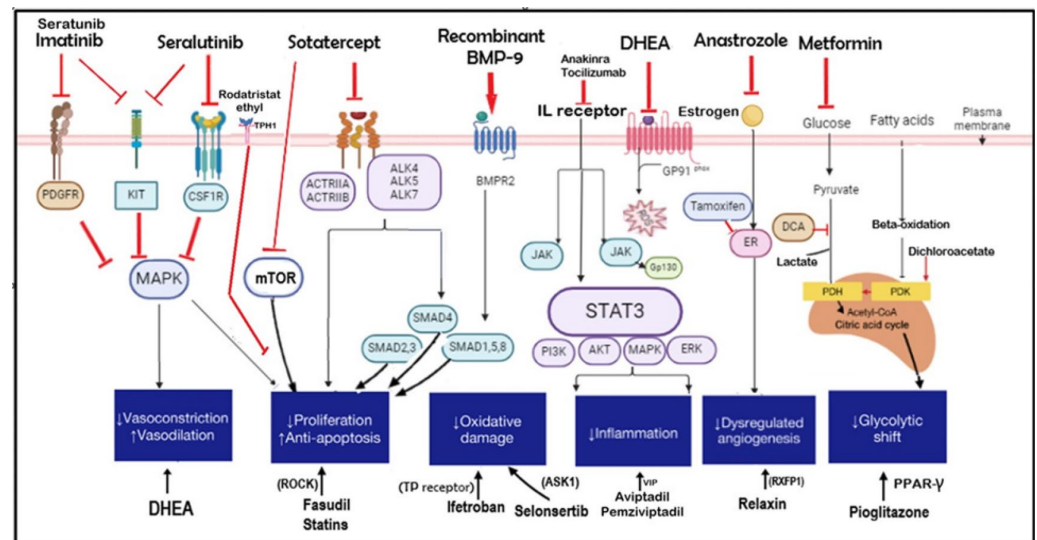 Seratunib
Imatinib
Seralutinib
Sotatercept
Recombinant
BMP-9
Anakinra
Tocilizumab
DHEA
Anastrozole
Metformin
Rodatristat
ethyl
TPH1
IL receptor
Estrogen
Glucose
Fatty acids
Plasma
membrane
PDGFR
KIT
CSF1R
ACTRIIA
ACTRIIB
ALK4
ALK5
ALK7
BMPR2
GP91 phox
ROS
Pyruvate
Tamoxifen
ER
DCA
Beta-oxidation
Lactate
Dichloroacetate
JAK
JAK
Gp130
MAPK
mTOR
PDH
PDK
Acetyl-CoA
Citric acid cycle
STAT3
SMAD4
SMAD2,3
SMAD1,5,8
PI3K
AKT
MAPK
ERK
↓Vasoconstriction
↑Vasodilation
↓Proliferation
↑Anti-apoptosis
↓Oxidative
damage
↓Inflammation
↓Dysregulated
angiogenesis
↓Glycolytic
shift
DHEA
(ROCK)
Fasudil
Statins
(TP receptor)
Ifetroban
(ASK1)
Selonsertib
VIP
Aviptadil
Pemziviptadil
(RXFP1)
Relaxin
PPAR-γ
Pioglitazone